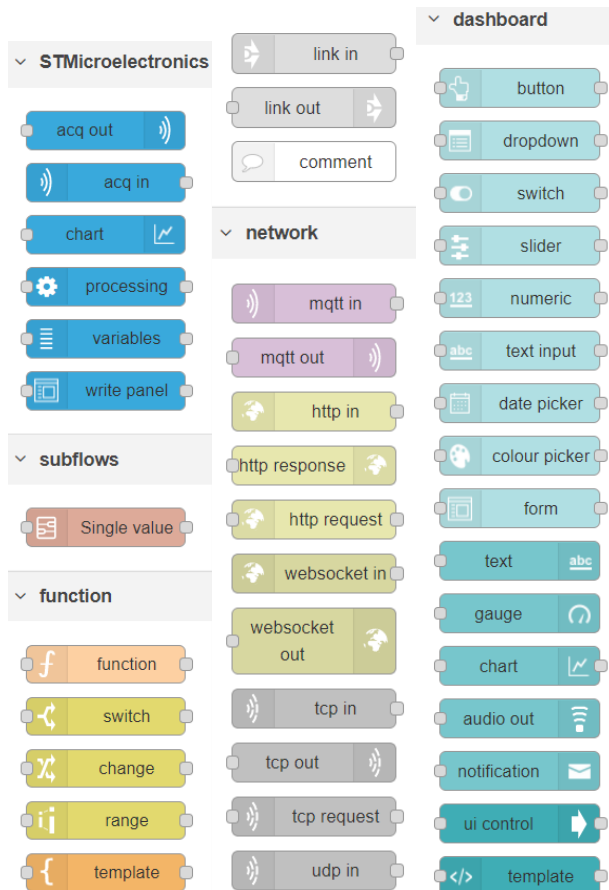 STMicroelectronics
acq out
acq in
chart
processing
variables
write panel
subflows
Single value
function
function
switch
change
range
template
link in
link out
comment
network
mqtt in
mqtt out
http in
http response
http request
websocket in
websocket
out
tcp in
tcp out
tcp request
udp in
dashboard
button
dropdown
switch
slider
123
numeric
abc
text input
date picker
colour picker
form
text
abc
gauge
chart
audio out
notification
ui control
</>
template